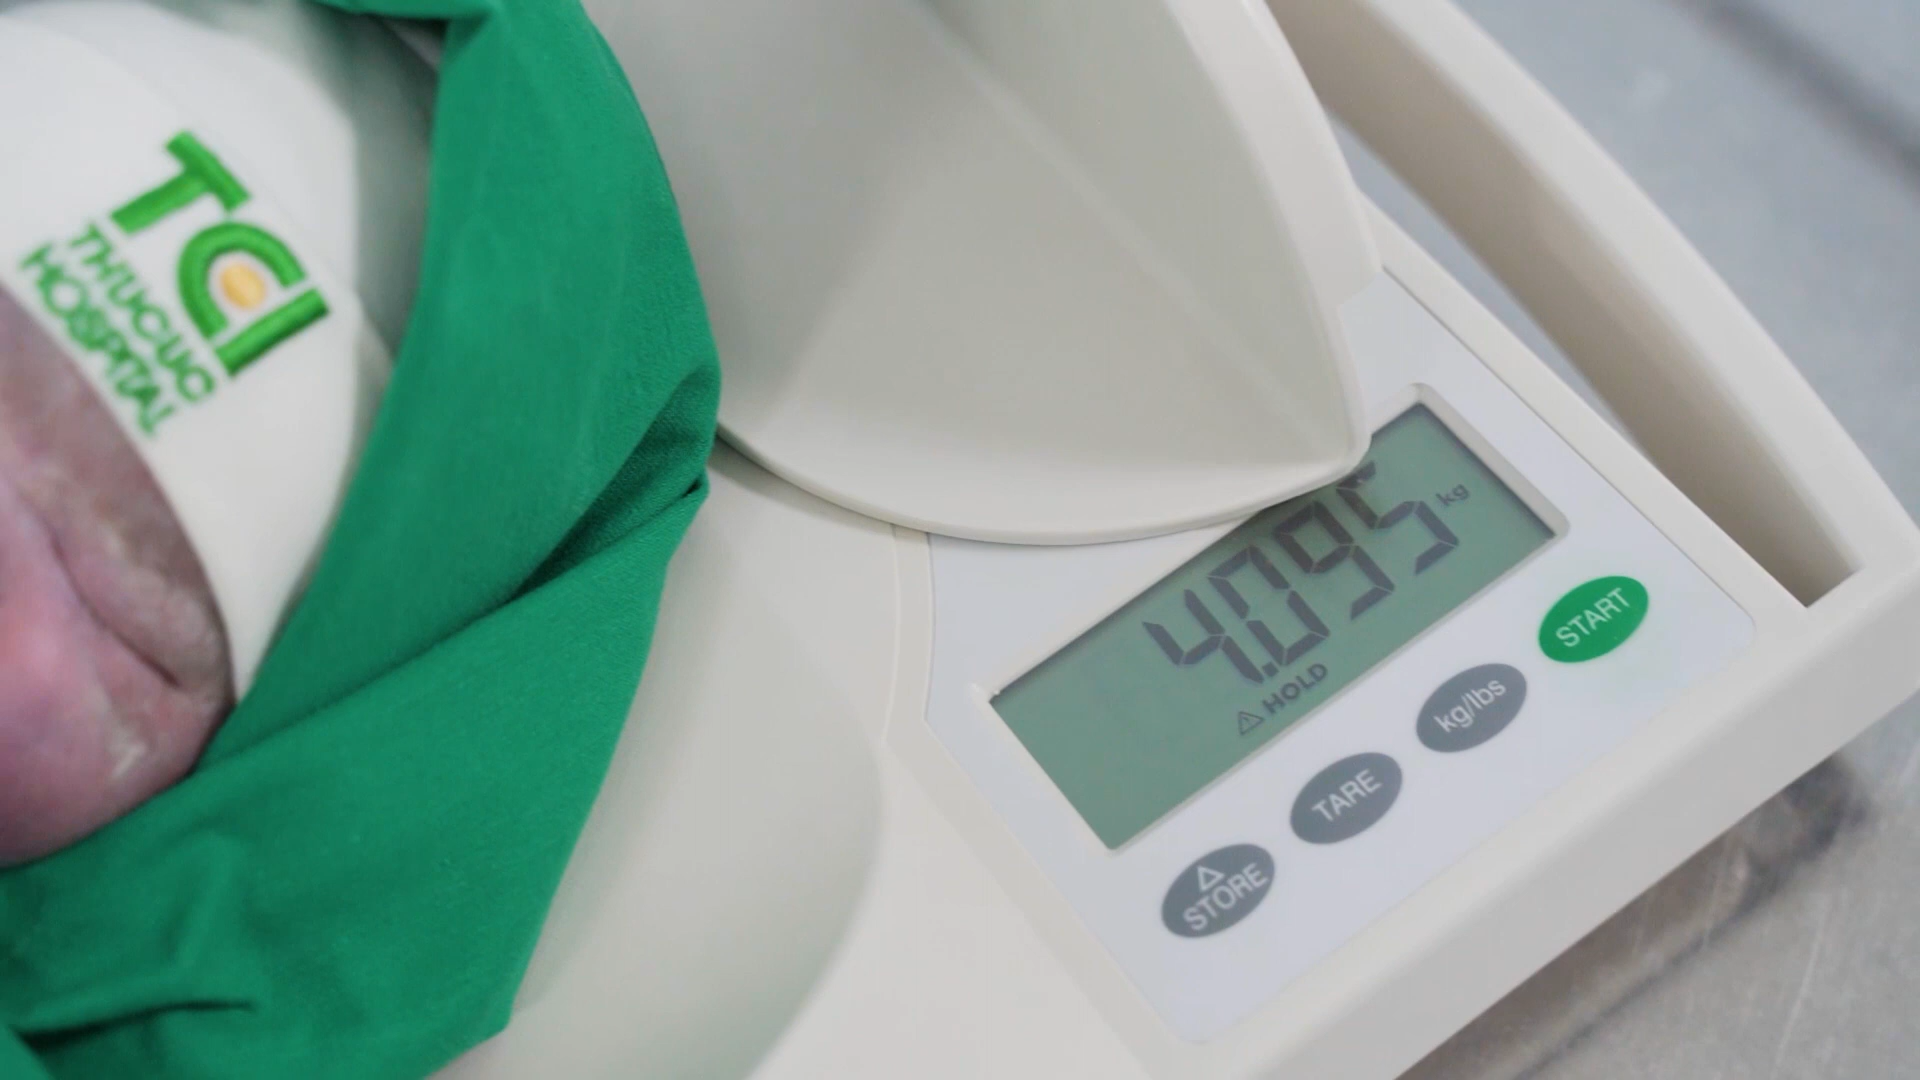 TCI
THUCUC
HOSPITAL
4.095 kg
HOLD
START
kg/lbs
TARE
STORE